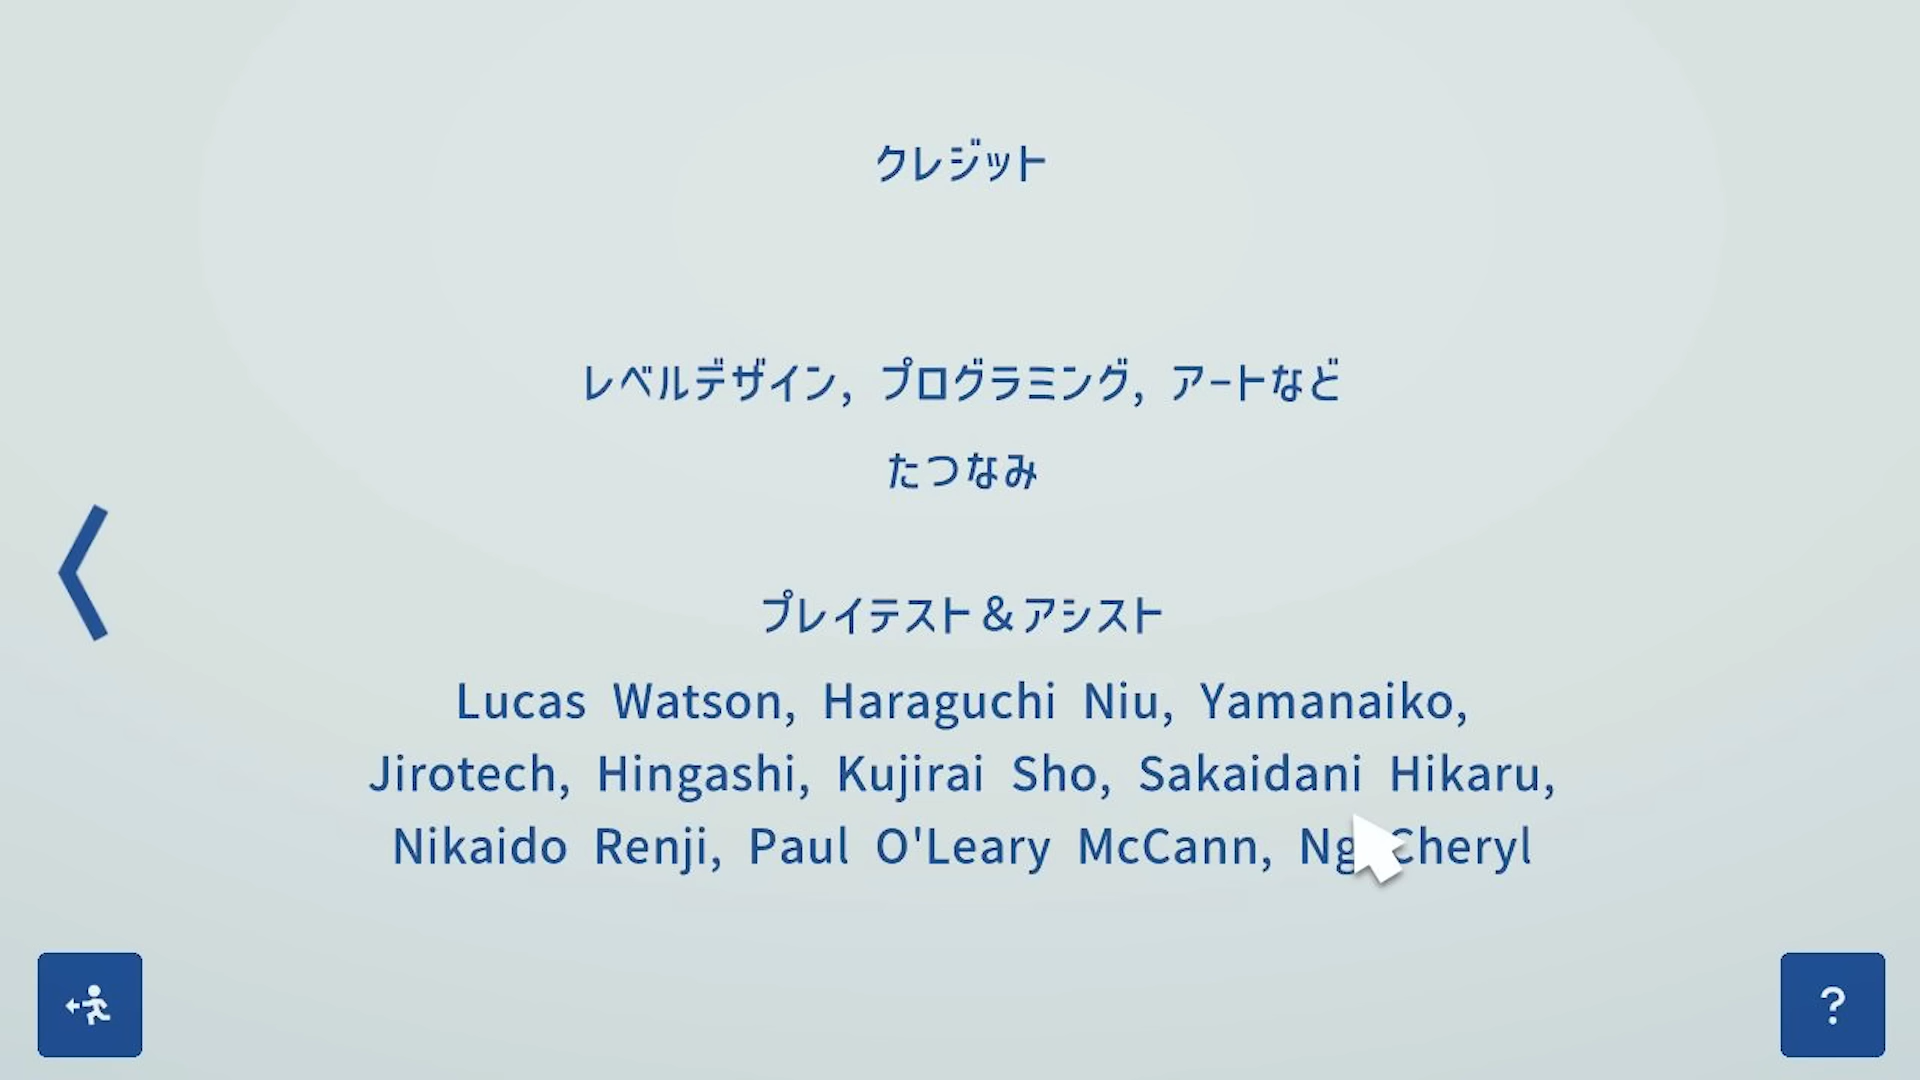 クレジット
レベルデザイン, プログラミング, アートなど
たつなみ
プレイテスト＆アシスト
Lucas Watson, Haraguchi Niu, Yamanaiko,
Jirotech, Hingashi, Kujirai Sho, Sakaidani Hikaru,
Nikaido Renji, Paul O'Leary McCann, Ng Cheryl
?